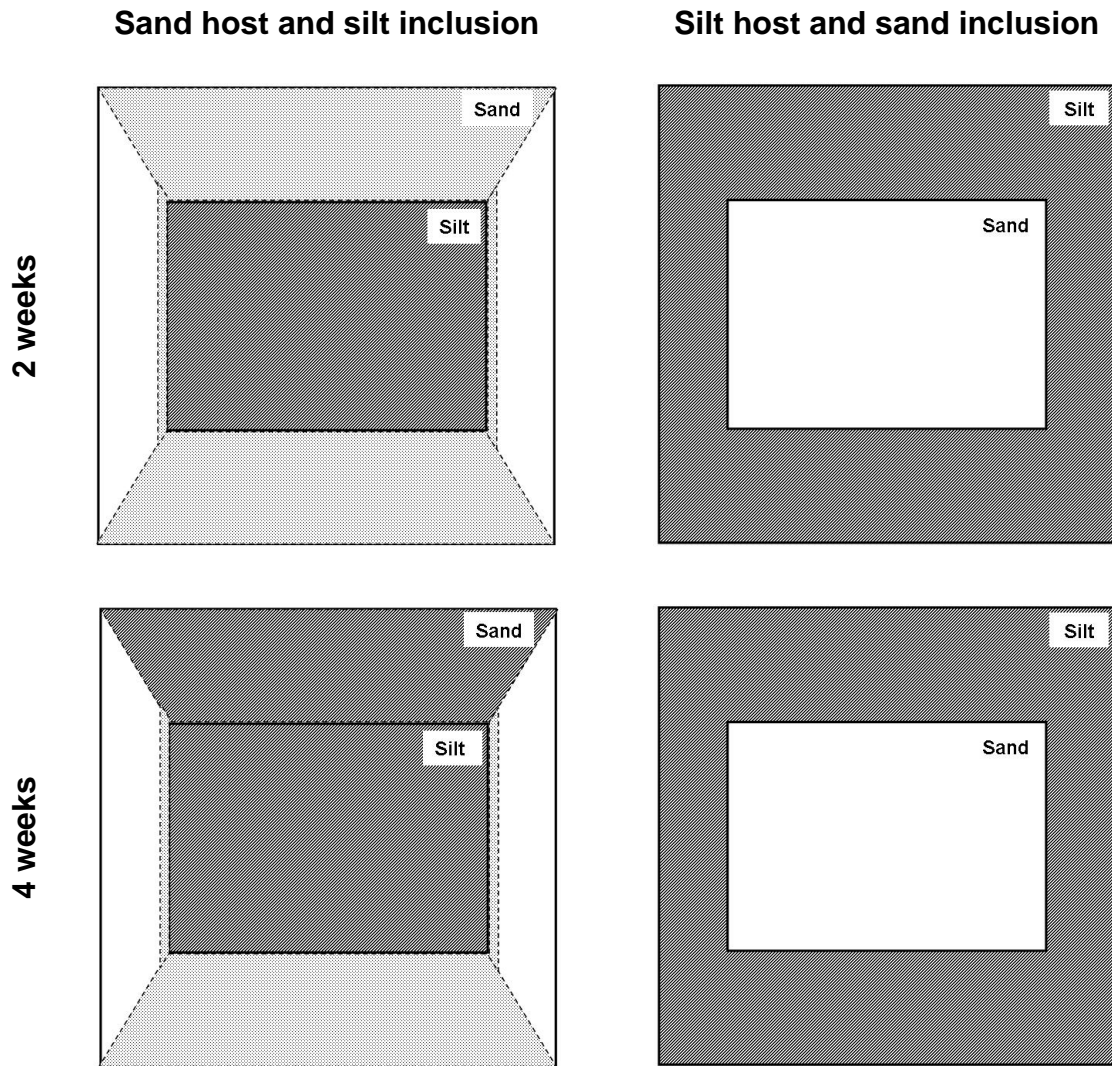 Sand host and silt inclusion
Silt host and sand inclusion
2 weeks
Sand
Silt
Silt
Sand
4 weeks
Sand
Silt
Silt
Sand